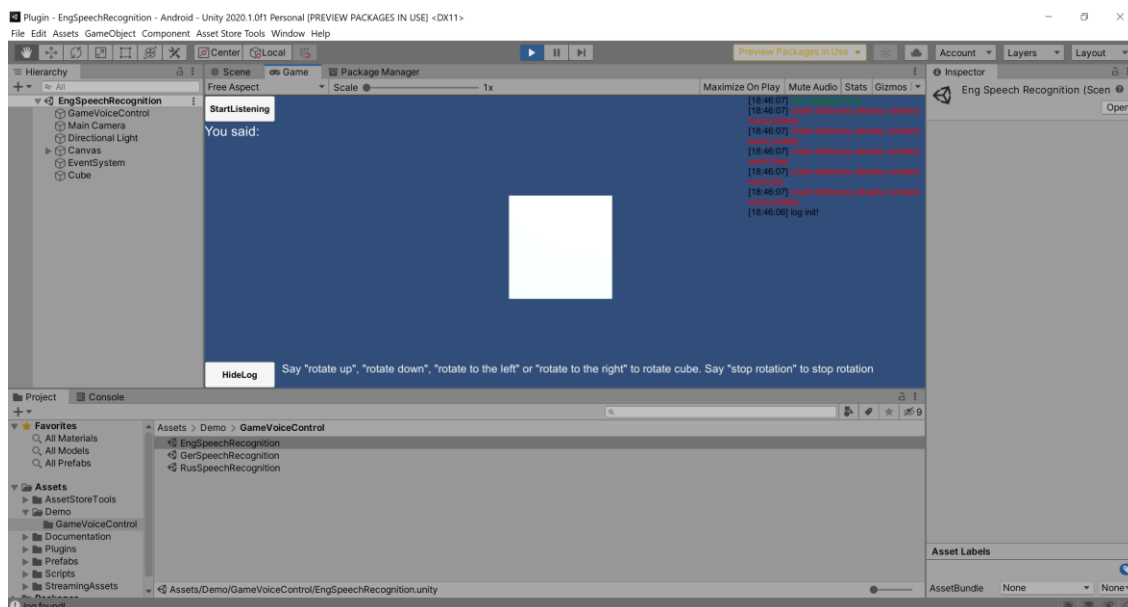 Plugin - EngSpeechRecognition - Android - Unity 2020.1.0f1 Personal [PREVIEW PACKAGES IN USE] <DX11>
File Edit Assets GameObject Component Asset Store Tools Window Help
Center Local Preview Packages in Use Account Layers Layout
Hierarchy Scene Game Package Manager Inspector
All Free Aspect Scale 1x Maximize On Play Mute Audio Stats Gizmos
EngSpeechRecognition
GameVoiceControl
Main Camera
Directional Light
Canvas
EventSystem
Cube
StartListening
You said:
[18:46:07]
[18:46:07]
[18:46:07]
[18:46:07]
[18:46:07]
[18:46:07]
[18:46:06] log init!
Eng Speech Recognition (Scen
Open
HideLog
Say "rotate up", "rotate down", "rotate to the left" or "rotate to the right" to rotate cube. Say "stop rotation" to stop rotation
Project Console
9
Favorites
All Materials
All Models
All Prefabs
Assets
AssetStoreTools
Demo
GameVoiceControl
Documentation
Plugins
Prefabs
Scripts
StreamingAssets
Assets > Demo > GameVoiceControl
EngSpeechRecognition
GerSpeechRecognition
RusSpeechRecognition
Assets/Demo/GameVoiceControl/EngSpeechRecognition.unity
Asset Labels
AssetBundle None None
log found!